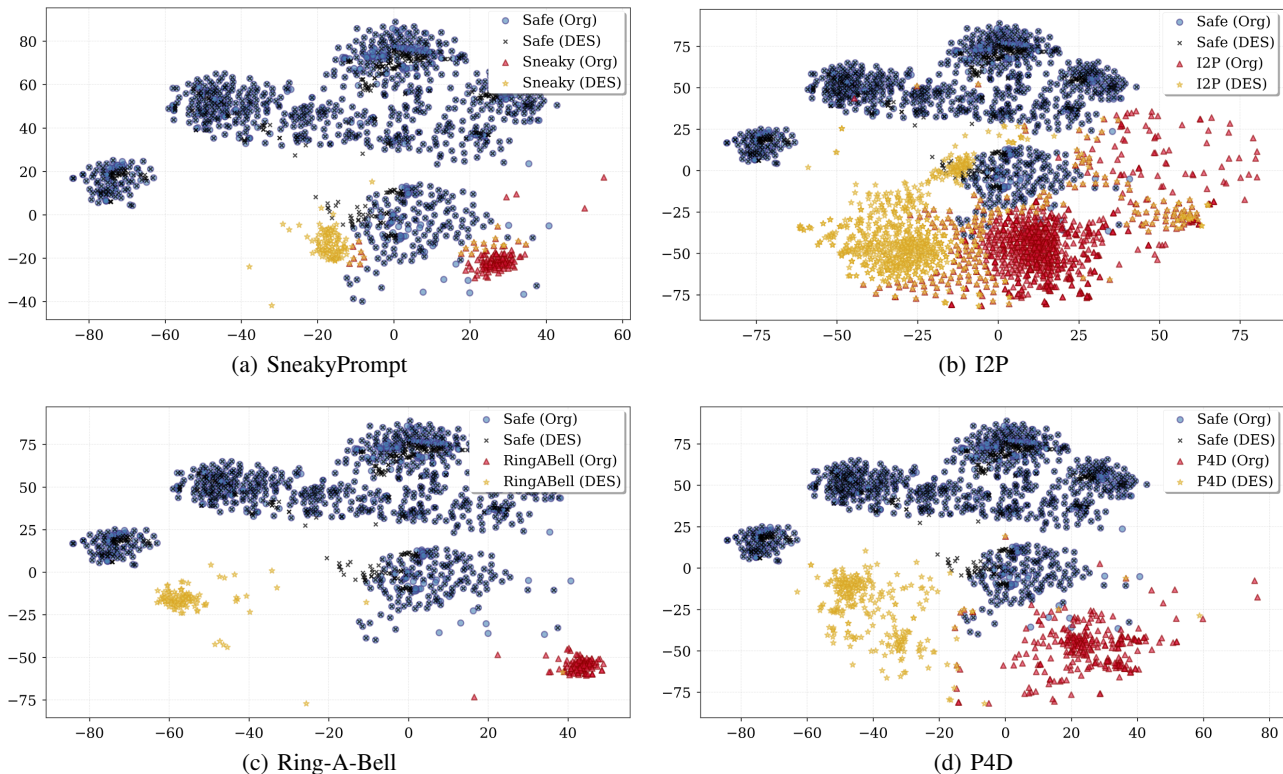 80
60
40
20
0
−20
−40
−80
−60
−40
−20
0
20
40
60
Safe (Org)
Safe (DES)
Sneaky (Org)
Sneaky (DES)
(a) SneakyPrompt
75
50
25
0
−25
−50
−75
−75
−50
−25
0
25
50
75
Safe (Org)
Safe (DES)
I2P (Org)
I2P (DES)
(b) I2P
75
50
25
0
−25
−50
−75
−80
−60
−40
−20
0
20
40
Safe (Org)
Safe (DES)
RingABell (Org)
RingABell (DES)
(c) Ring-A-Bell
75
50
25
0
−25
−50
−75
−80
−60
−40
−20
0
20
40
60
80
Safe (Org)
Safe (DES)
P4D (Org)
P4D (DES)
(d) P4D